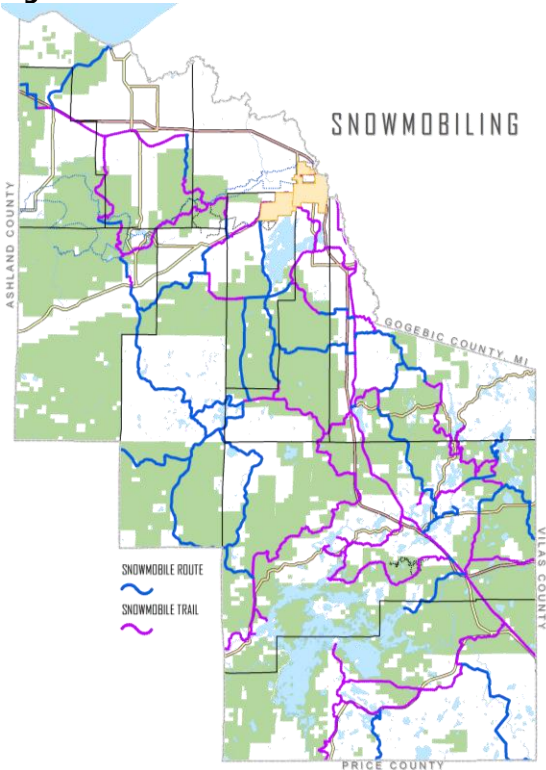 SNOWMOBILING
ASHLAND COUNTY
GOGEBIC COUNTY, MI
VILAS COUNTY
SNOWMOBILE ROUTE
SNOWMOBILE TRAIL
PRICE COUNTY